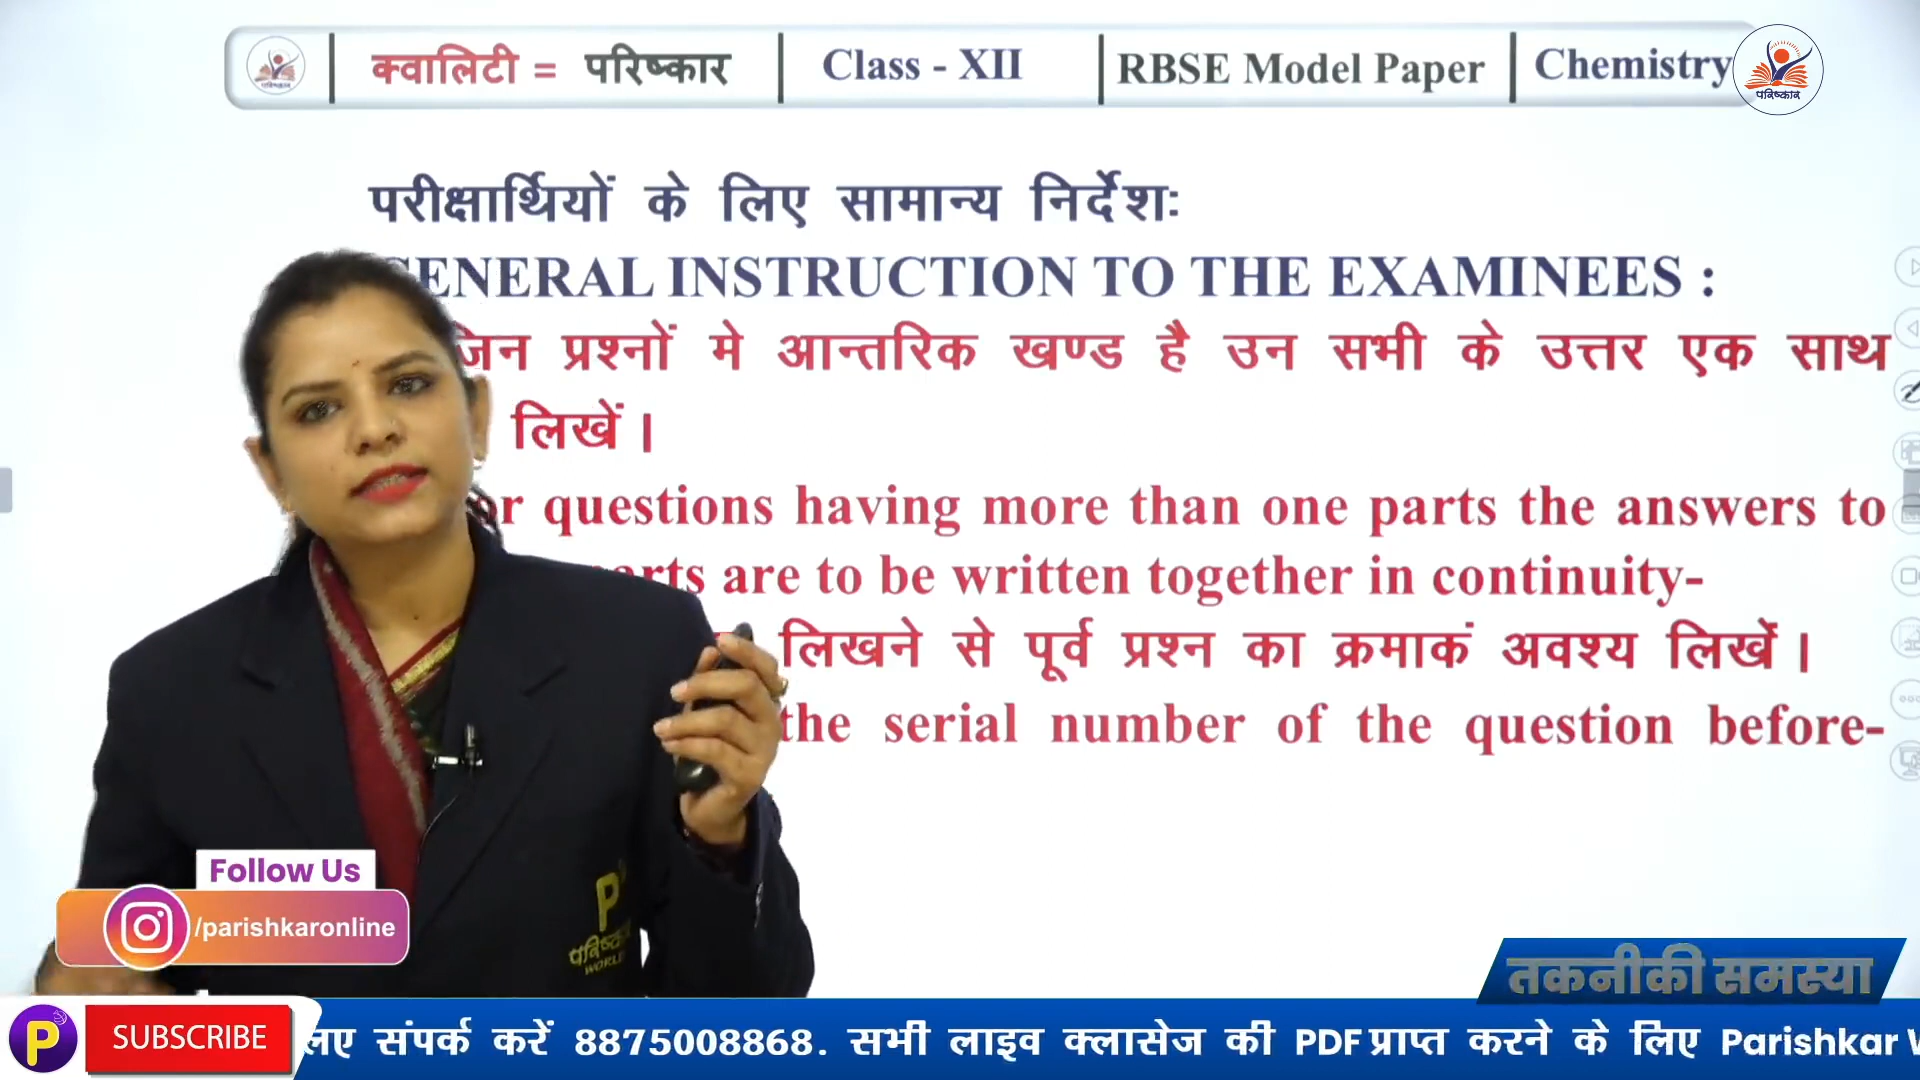 क्वालिटी = परिष्कार Class - XII RBSE Model Paper Chemistry
परिष्कार
परीक्षार्थियों के लिए सामान्य निर्देशः
GENERAL INSTRUCTION TO THE EXAMINEES :
जिन प्रश्नों मे आन्तरिक खण्ड है उन सभी के उत्तर एक साथ
लिखें।
questions having more than one parts the answers to
are to be written together in continuity-
लिखने से पूर्व प्रश्न का क्रमाकं अवश्य लिखें।
the serial number of the question before-
P
परिष्कार
WORLD
Follow Us
/parishkaronline
तकनीकी समस्या
SUBSCRIBE
संपर्क करें 8875008868. सभी लाइव क्लासेज की PDF प्राप्त करने के लिए Parishkar